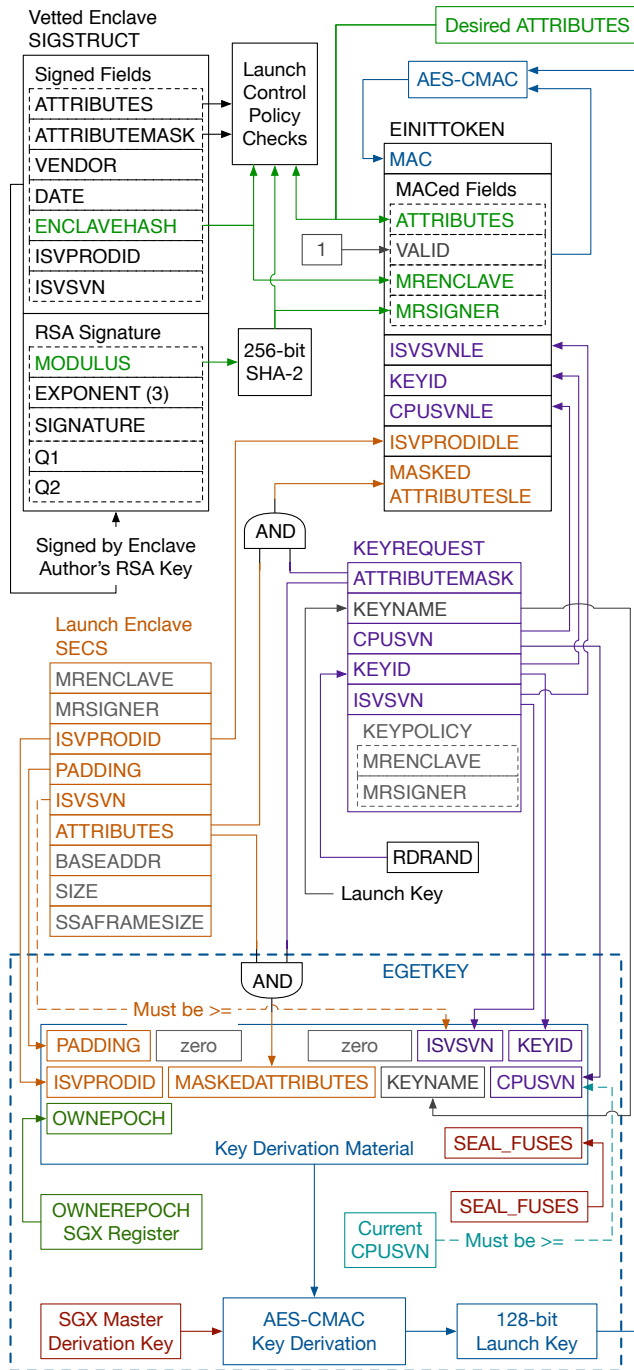 Vetted Enclave
SIGSTRUCT
Signed Fields
ATTRIBUTES
ATTRIBUTEMASK
VENDOR
DATE
ENCLAVEHASH
ISVPRODID
ISVSVN
RSA Signature
MODULUS
EXPONENT (3)
SIGNATURE
Q1
Q2
Signed by Enclave
Author's RSA Key
Launch
Control
Policy
Checks
1
256-bit
SHA-2
Desired ATTRIBUTES
AES-CMAC
EINITTOKEN
MAC
MACed Fields
ATTRIBUTES
VALID
MRENCLAVE
MRSIGNER
ISVSVNLE
KEYID
CPUSVNLE
ISVPRODIDLE
MASKED
ATTRIBUTESLE
AND
KEYREQUEST
ATTRIBUTEMASK
KEYNAME
CPUSVN
KEYID
ISVSVN
KEYPOLICY
MRENCLAVE
MRSIGNER
RDRAND
Launch Key
Launch Enclave
SECS
MRENCLAVE
MRSIGNER
ISVPRODID
PADDING
ISVSVN
ATTRIBUTES
BASEADDR
SIZE
SSAFRAMESIZE
AND
EGETKEY
Must be >=
PADDING
zero
zero
ISVSVN
KEYID
ISVPRODID
MASKEDATTRIBUTES
KEYNAME
CPUSVN
OWNEPOCH
Key Derivation Material
SEAL_FUSES
OWNEREPOCH
SGX Register
SEAL_FUSES
Current
CPUSVN
Must be >=
SGX Master
Derivation Key
AES-CMAC
Key Derivation
128-bit
Launch Key